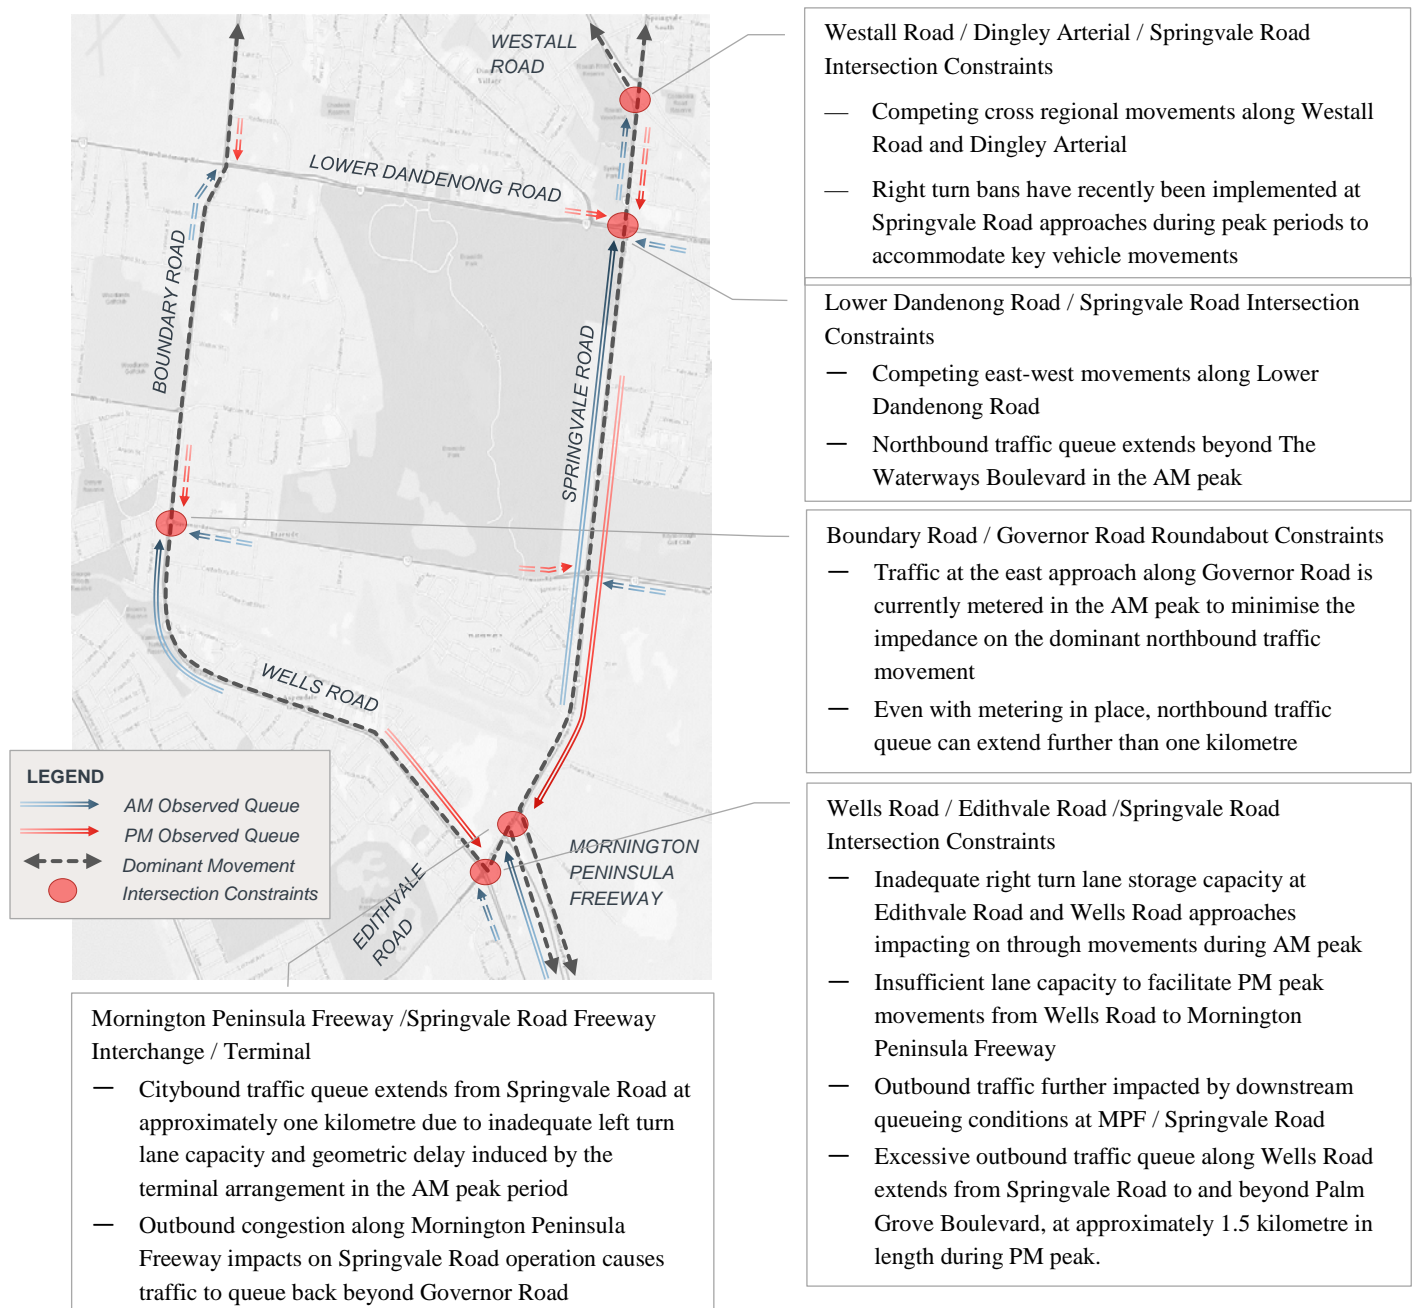 WESTALL
ROAD
LOWER DANDENONG ROAD
BOUNDARY ROAD
SPRINGVALE ROAD
WELLS ROAD
EDITHVALE
ROAD
MORNINGTON
PENINSULA
FREEWAY
LEGEND
AM Observed Queue
PM Observed Queue
Dominant Movement
Intersection Constraints
Westall Road / Dingley Arterial / Springvale Road
Intersection Constraints
— Competing cross regional movements along Westall
Road and Dingley Arterial
— Right turn bans have recently been implemented at
Springvale Road approaches during peak periods to
accommodate key vehicle movements
Lower Dandenong Road / Springvale Road Intersection
Constraints
— Competing east-west movements along Lower
Dandenong Road
— Northbound traffic queue extends beyond The
Waterways Boulevard in the AM peak
Boundary Road / Governor Road Roundabout Constraints
— Traffic at the east approach along Governor Road is
currently metered in the AM peak to minimise the
impedance on the dominant northbound traffic
movement
— Even with metering in place, northbound traffic
queue can extend further than one kilometre
Wells Road / Edithvale Road /Springvale Road
Intersection Constraints
— Inadequate right turn lane storage capacity at
Edithvale Road and Wells Road approaches
impacting on through movements during AM peak
— Insufficient lane capacity to facilitate PM peak
movements from Wells Road to Mornington
Peninsula Freeway
— Outbound traffic further impacted by downstream
queueing conditions at MPF / Springvale Road
— Excessive outbound traffic queue along Wells Road
extends from Springvale Road to and beyond Palm
Grove Boulevard, at approximately 1.5 kilometre in
length during PM peak.
Mornington Peninsula Freeway /Springvale Road Freeway
Interchange / Terminal
— Citybound traffic queue extends from Springvale Road at
approximately one kilometre due to inadequate left turn
lane capacity and geometric delay induced by the
terminal arrangement in the AM peak period
— Outbound congestion along Mornington Peninsula
Freeway impacts on Springvale Road operation causes
traffic to queue back beyond Governor Road